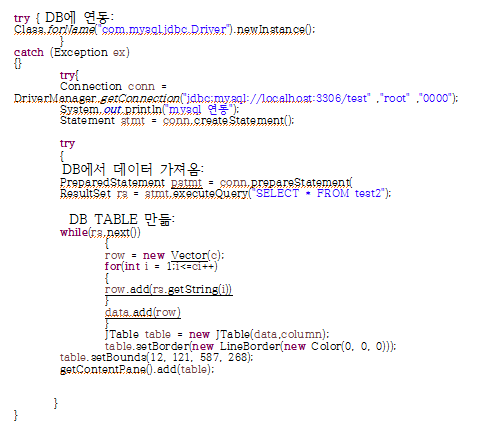 try { DB에 연동:
Class.forName("com.mysql.jdbc.Driver").newInstance();
}
catch (Exception ex)
{}
try{
Connection conn =
DriverManager.getConnection("jdbc:mysql://localhost:3306/test" ,"root" ,"0000");
System.out.println("mysql 연동");
Statement stmt = conn.createStatement();
try
{
DB에서 데이터 가져옴:
PreparedStatement pstmt = conn.prepareStatement(
ResultSet rs = stmt.executeQuery("SELECT * FROM test2");
DB TABLE 만듦:
while(rs.next())
{
row = new Vector(c);
for(int i = 1;i<=ci++)
{
row.add(rs.getString(i))
}
data.add(row)
}
JTable table = new JTable(data,column);
table.setBorder(new LineBorder(new Color(0, 0, 0)));
table.setBounds(12, 121, 587, 268);
getContentPane().add(table);
}
}